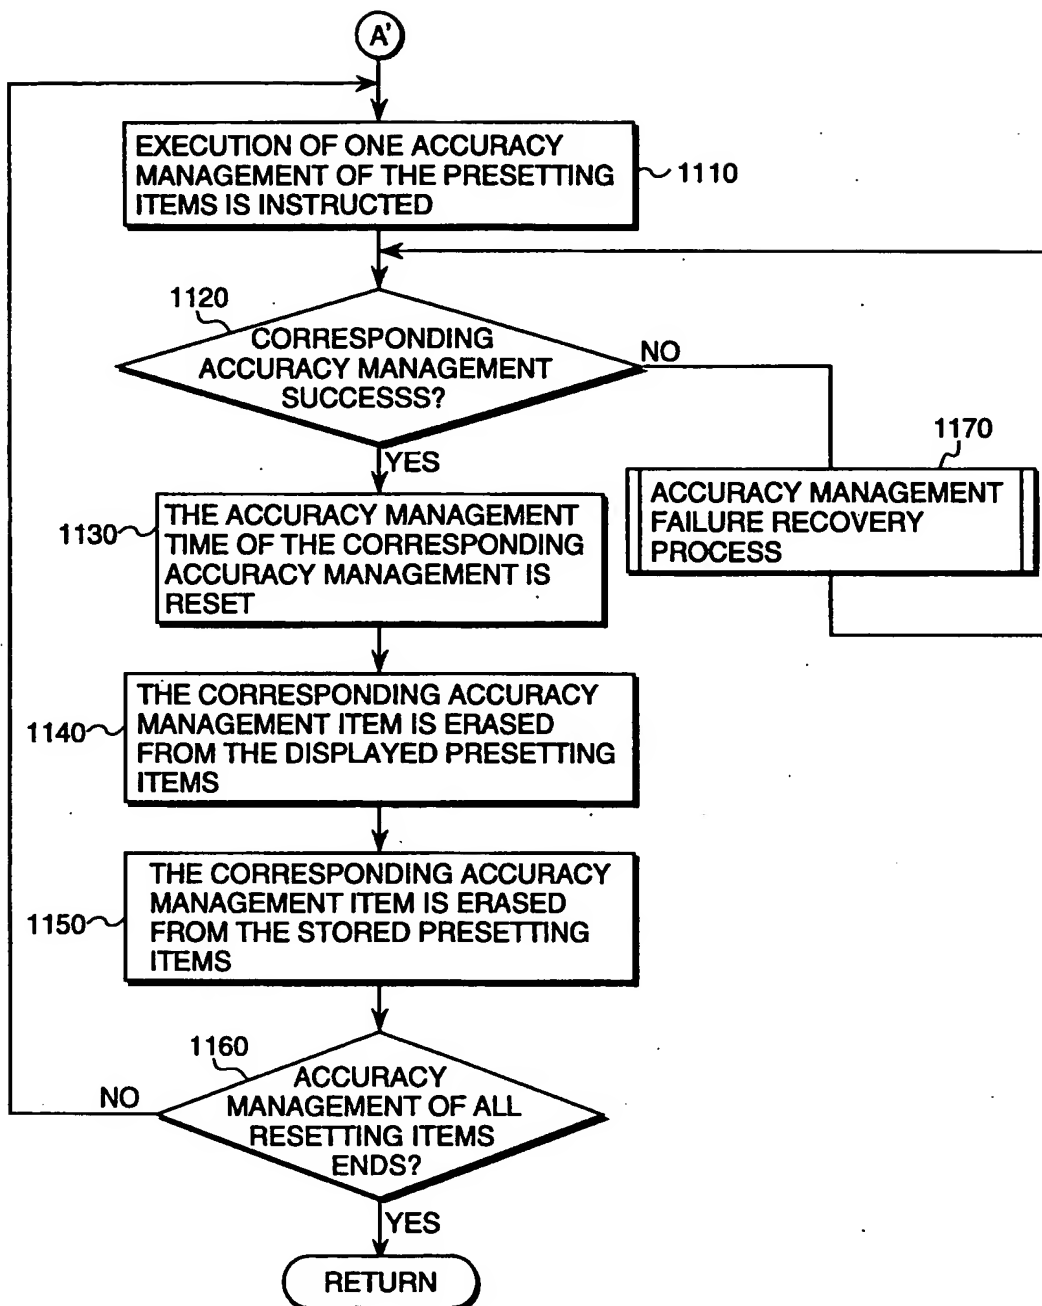 A'
EXECUTION OF ONE ACCURACY
MANAGEMENT OF THE PRESETTING
ITEMS IS INSTRUCTED
1110
1120
CORRESPONDING
ACCURACY MANAGEMENT
SUCCESSS?
NO
YES
1170
ACCURACY MANAGEMENT
FAILURE RECOVERY
PROCESS
1130
THE ACCURACY MANAGEMENT
TIME OF THE CORRESPONDING
ACCURACY MANAGEMENT IS
RESET
1140
THE CORRESPONDING ACCURACY
MANAGEMENT ITEM IS ERASED
FROM THE DISPLAYED PRESETTING
ITEMS
1150
THE CORRESPONDING ACCURACY
MANAGEMENT ITEM IS ERASED
FROM THE STORED PRESETTING
ITEMS
1160
NO
ACCURACY
MANAGEMENT OF ALL
RESETTING ITEMS
ENDS?
YES
RETURN